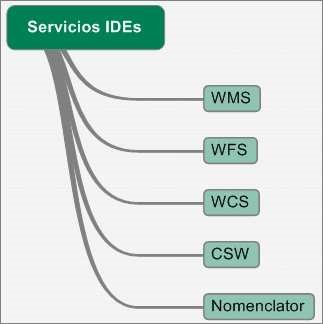 Servicios IDEs
WMS
WFS
WCS
CSW
Nomenclator